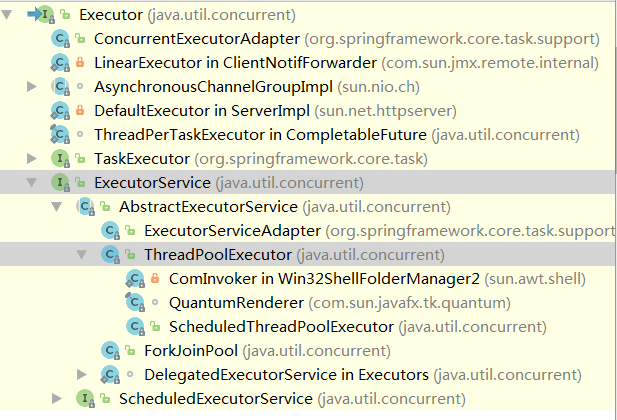 Executor (java.util.concurrent)
ConcurrentExecutorAdapter (org.springframework.core.task.support)
LinearExecutor in ClientNotifForwarder (com.sun.jmx.remote.internal)
AsynchronousChannelGroupImpl (sun.nio.ch)
DefaultExecutor in ServerImpl (sun.net.httpserver)
ThreadPerTaskExecutor in CompletableFuture (java.util.concurrent)
TaskExecutor (org.springframework.core.task)
ExecutorService (java.util.concurrent)
AbstractExecutorService (java.util.concurrent)
ExecutorServiceAdapter (org.springframework.core.task.support
ThreadPoolExecutor (java.util.concurrent)
ComInvoker in Win32ShellFolderManager2 (sun.awt.shell)
QuantumRenderer (com.sun.javafx.tk.quantum)
ScheduledThreadPoolExecutor (java.util.concurrent)
ForkJoinPool (java.util.concurrent)
DelegatedExecutorService in Executors (java.util.concurrent)
ScheduledExecutorService (java.util.concurrent)